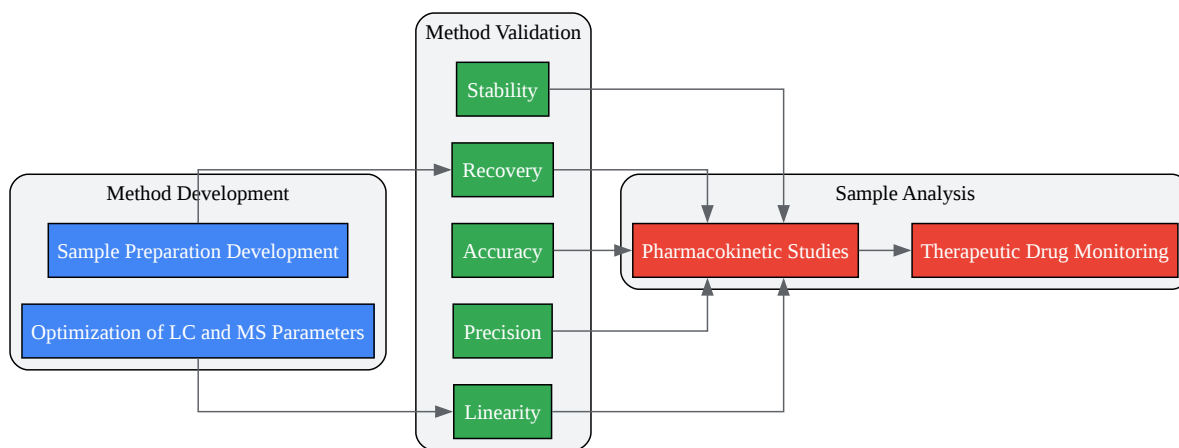 Method Development
Sample Preparation Development
Optimization of LC and MS Parameters
Method Validation
Stability
Recovery
Accuracy
Precision
Linearity
Sample Analysis
Pharmacokinetic Studies
Therapeutic Drug Monitoring